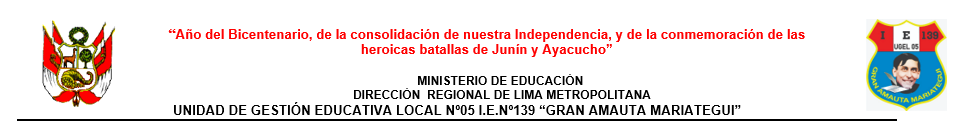 “Año del Bicentenario, de la consolidación de nuestra Independencia, y de la conmemoración de las
heroicas batallas de Junín y Ayacucho”
MINISTERIO DE EDUCACIÓN
DIRECCIÓN REGIONAL DE LIMA METROPOLITANA
UNIDAD DE GESTIÓN EDUCATIVA LOCAL Nº05 I.E.Nº139 “GRAN AMAUTA MARIATEGUI”
I E 139
UGEL 05
GRAN AMAUTA MARIATEGUI